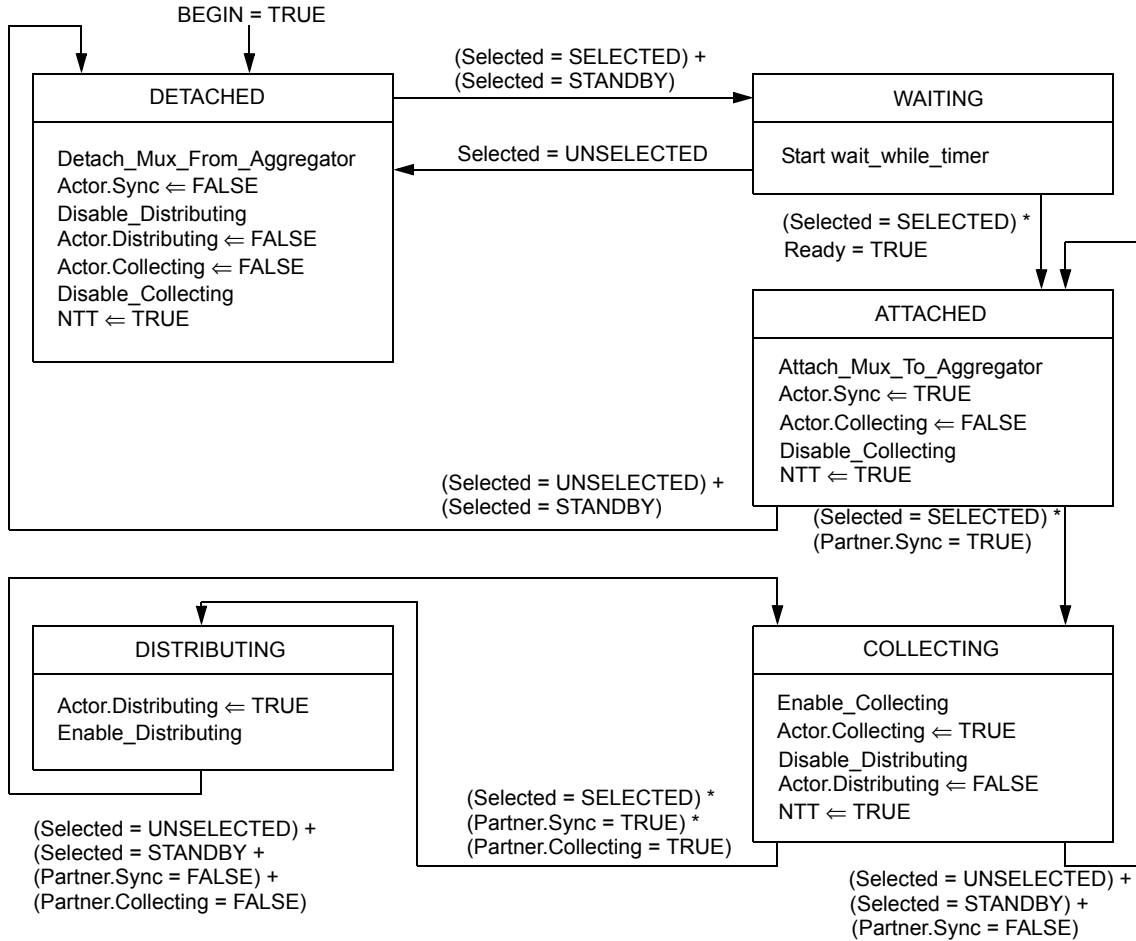 BEGIN = TRUE
DETACHED
Detach_Mux_From_Aggregator
Actor.Sync ⇐ FALSE
Disable_Distributing
Actor.Distributing ⇐ FALSE
Actor.Collecting ⇐ FALSE
Disable_Collecting
NTT ⇐ TRUE
(Selected = SELECTED) +
(Selected = STANDBY)
Selected = UNSELECTED
WAITING
Start wait_while_timer
(Selected = SELECTED) *
Ready = TRUE
ATTACHED
Attach_Mux_To_Aggregator
Actor.Sync ⇐ TRUE
Actor.Collecting ⇐ FALSE
Disable_Collecting
NTT ⇐ TRUE
(Selected = UNSELECTED) +
(Selected = STANDBY)
(Selected = SELECTED) *
(Partner.Sync = TRUE)
DISTRIBUTING
Actor.Distributing ⇐ TRUE
Enable_Distributing
(Selected = UNSELECTED) +
(Selected = STANDBY +
(Partner.Sync = FALSE) +
(Partner.Collecting = FALSE)
(Selected = SELECTED) *
(Partner.Sync = TRUE) *
(Partner.Collecting = TRUE)
COLLECTING
Enable_Collecting
Actor.Collecting ⇐ TRUE
Disable_Distributing
Actor.Distributing ⇐ FALSE
NTT ⇐ TRUE
(Selected = UNSELECTED) +
(Selected = STANDBY) +
(Partner.Sync = FALSE)